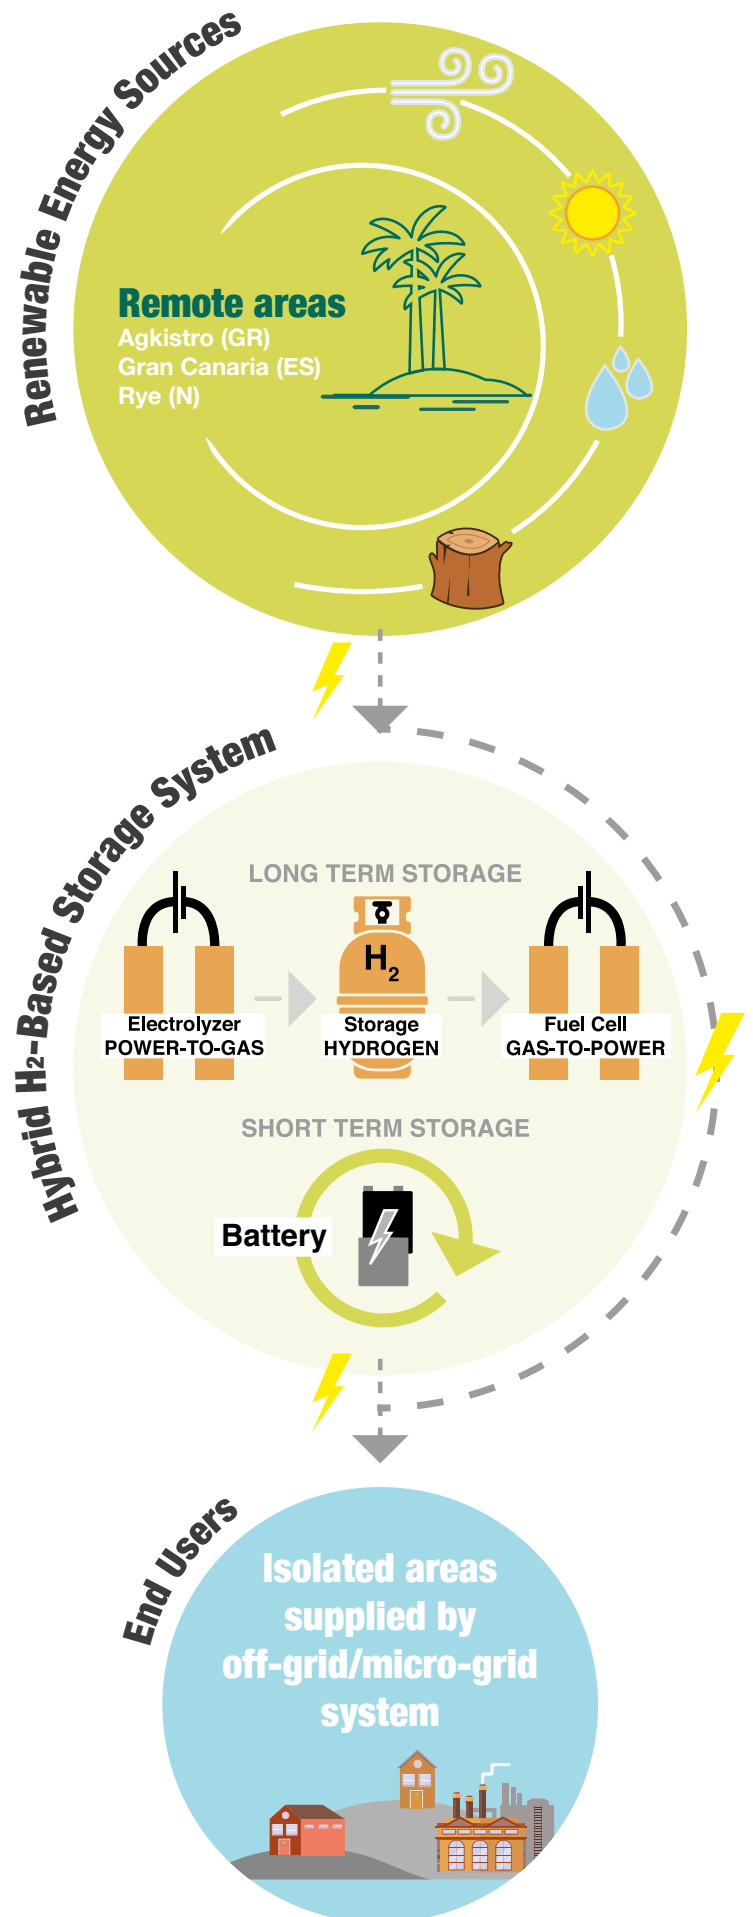 Renewable Energy Sources
Remote areas
Agkistro (GR)
Gran Canaria (ES)
Rye (N)
Hybrid H2-Based Storage System
LONG TERM STORAGE
H2
Electrolyzer
POWER-TO-GAS
Storage
HYDROGEN
Fuel Cell
GAS-TO-POWER
SHORT TERM STORAGE
Battery
End Users
Isolated areas
supplied by
off-grid/micro-grid
system